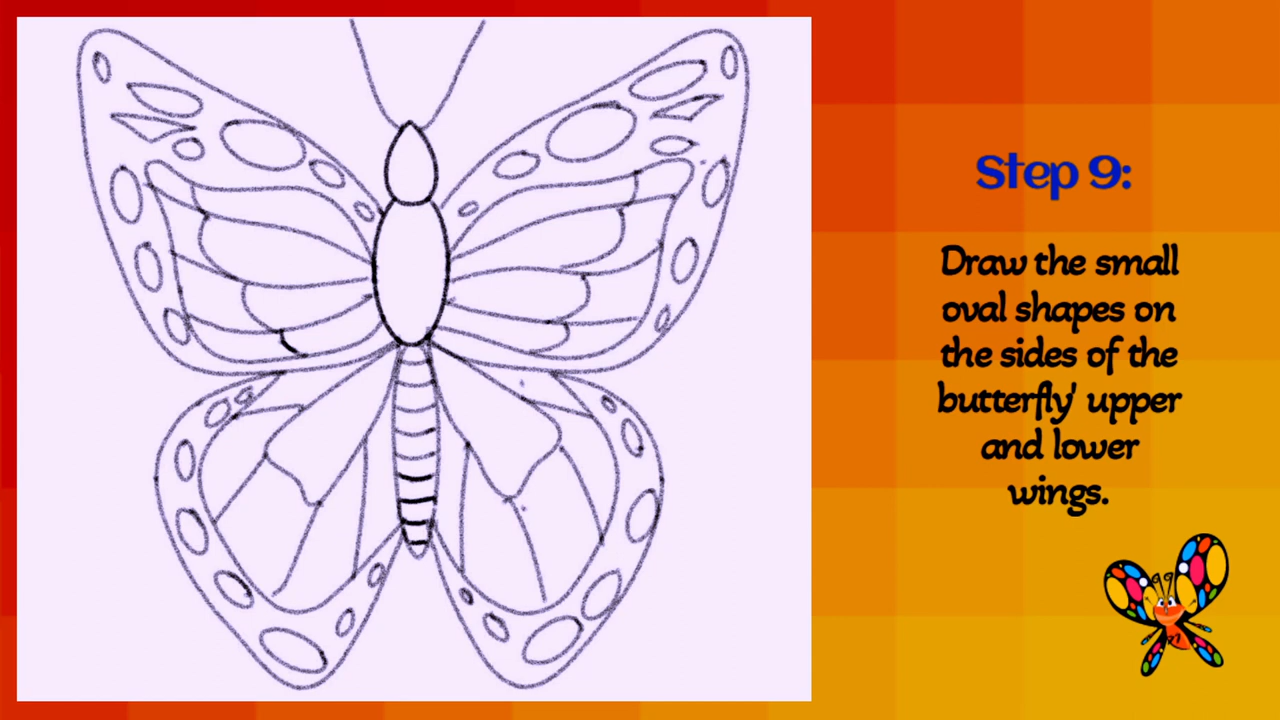 Step 9:
Draw the small
oval shapes on
the sides of the
butterfly' upper
and lower
wings.